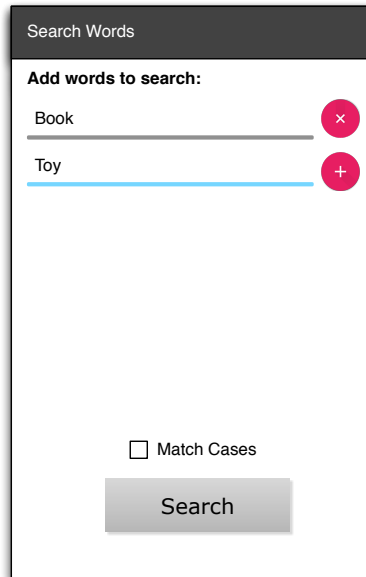 Search Words
Add words to search:
Book
Toy
Match Cases
Search